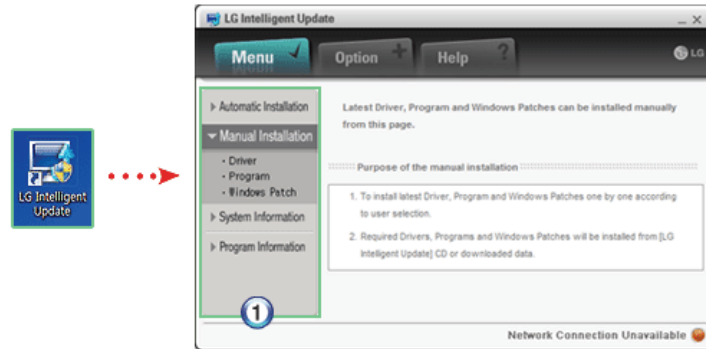 LG Intelligent
Update
LG Intelligent Update
Menu
Option
Help
LG
Automatic Installation
Manual Installation
· Driver
· Program
· Windows Patch
System Information
Program Information
1
Latest Driver, Program and Windows Patches can be installed manually
from this page.
Purpose of the manual installation
1. To install latest Driver, Program and Windows Patches one by one according
to user selection.
2. Required Drivers, Programs and Windows Patches will be installed from [LG
Intelligent Update] CD or downloaded data.
Network Connection Unavailable